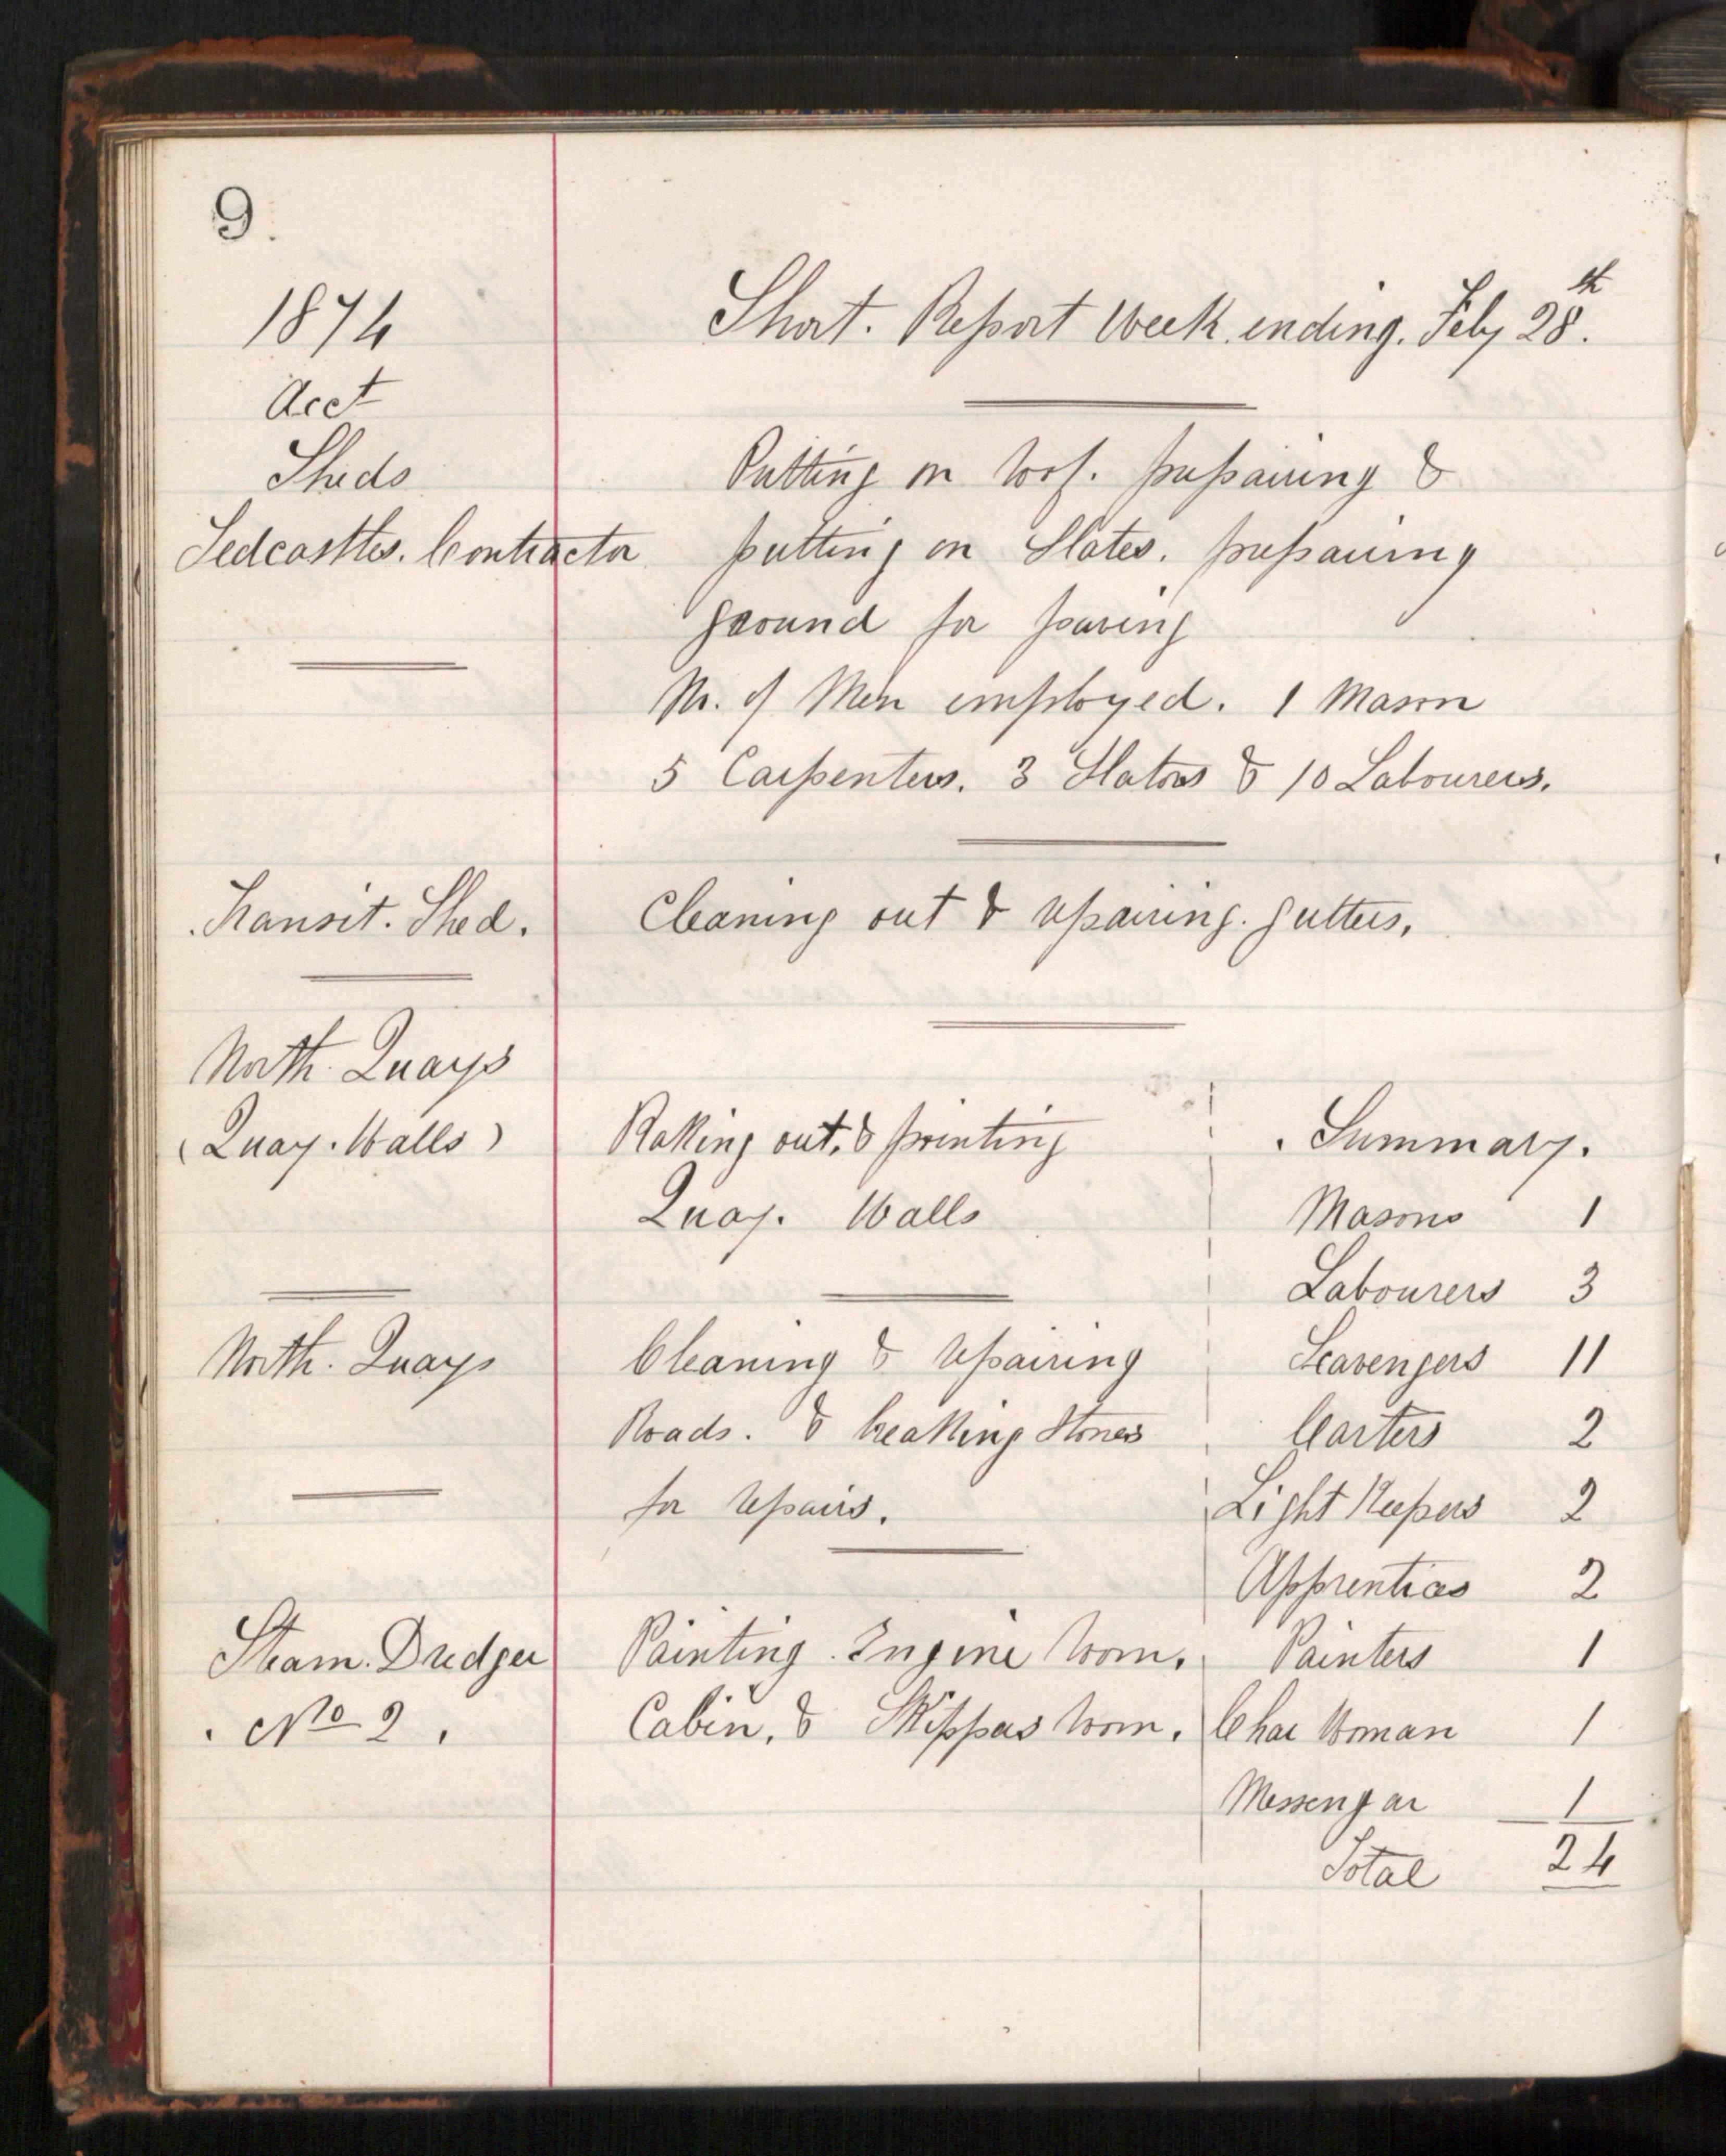 9.
1874
Short. Report Week ending. Feby 28th.
Acct
Sheds
Putting on roof. preparing &
Tedcasttes. Contractor
putting on Slates. preparing
ground for paving
No. of Men employed. 1 Mason
5 Carpenters. 3 Slators & 10 Labourers.
Transit. Shed.
Cleaning out & repairing. gutters.
North Quays
(Quay. Walls)
Raking out. & pointing
Quay. Walls
North. Quays
Cleaning & repairing
Roads. & breaking Stones
for repairs.
Steam. Dredger
No 2.
Painting. Engine room.
Cabin. & Skippers room.
Summary.
Masons 1
Labourers 3
Scavengers 11
Carters 2
Light Keepers 2
Apprentices 2
Painters 1
Char Woman 1
Messengar 1
Total 24